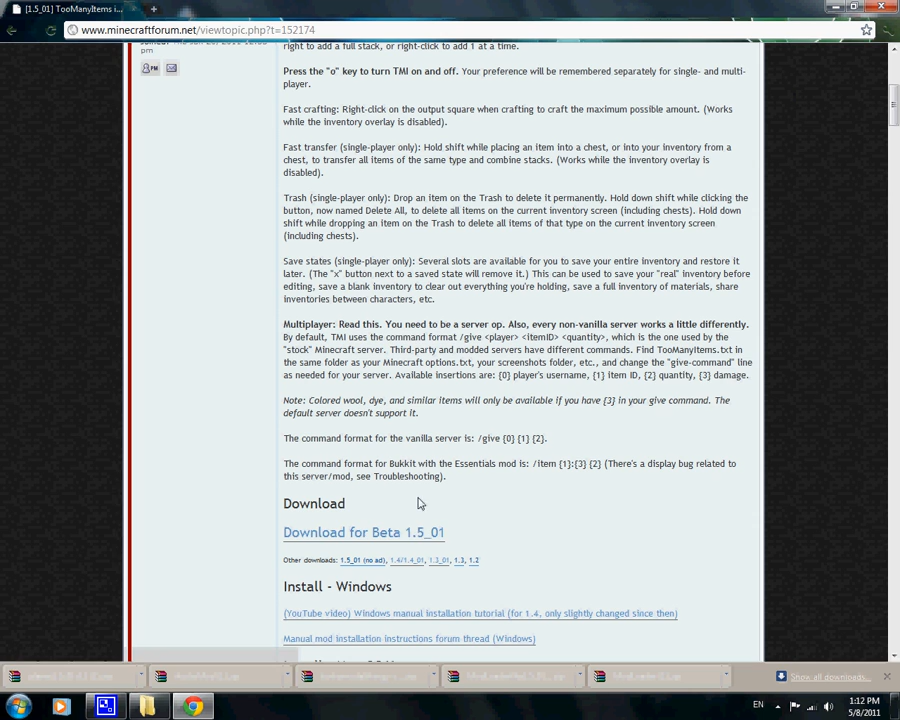 [1.5_01] TooManyItems i
www.minecraftforum.net/viewtopic.php?t=152174
pm
PM
right to add a full stack, or right-click to add 1 at a time.
Press the "o" key to turn TMI on and off. Your preference will be remembered separately for single- and multi-
player.
Fast crafting: Right-click on the output square when crafting to craft the maximum possible amount. (Works
while the inventory overlay is disabled).
Fast transfer (single-player only): Hold shift while placing an item into a chest, or into your inventory from a
chest, to transfer all items of the same type and combine stacks. (Works while the inventory overlay is
disabled).
Trash (single-player only): Drop an item on the Trash to delete it permanently. Hold down shift while clicking the
button, now named Delete All, to delete all items on the current inventory screen (including chests). Hold down
shift while dropping an item on the Trash to delete all items of that type on the current inventory screen
(including chests).
Save states (single-player only): Several slots are available for you to save your entire inventory and restore it
later. (The "x" button next to a saved state will remove it.) This can be used to save your "real" inventory before
editing, save a blank inventory to clear out everything you're holding, save a full inventory of materials, share
inventories between characters, etc.
Multiplayer: Read this. You need to be a server op. Also, every non-vanilla server works a little differently.
By default, TMI uses the command format /give <player> <itemID> <quantity>, which is the one used by the
"stock" Minecraft server. Third-party and modded servers have different commands. Find TooManyItems.txt in
the same folder as your Minecraft options.txt, your screenshots folder, etc., and change the "give-command" line
as needed for your server. Available insertions are: {0} player's username, {1} item ID, {2} quantity, {3} damage.
Note: Colored wool, dye, and similar items will only be available if you have {3} in your give command. The
default server doesn't support it.
The command format for the vanilla server is: /give {0} {1} {2}.
The command format for Bukkit with the Essentials mod is: /item {1}:{3} {2} (There's a display bug related to
this server/mod, see Troubleshooting).
Download
Download for Beta 1.5_01
Other downloads: 1.5_01 (no ad), 1.4/1.4_01, 1.3_01, 1.3, 1.2
Install - Windows
(YouTube video) Windows manual installation tutorial (for 1.4, only slightly changed since then)
Manual mod installation instructions forum thread (Windows)
Show all downloads...
EN
1:12 PM
5/8/2011